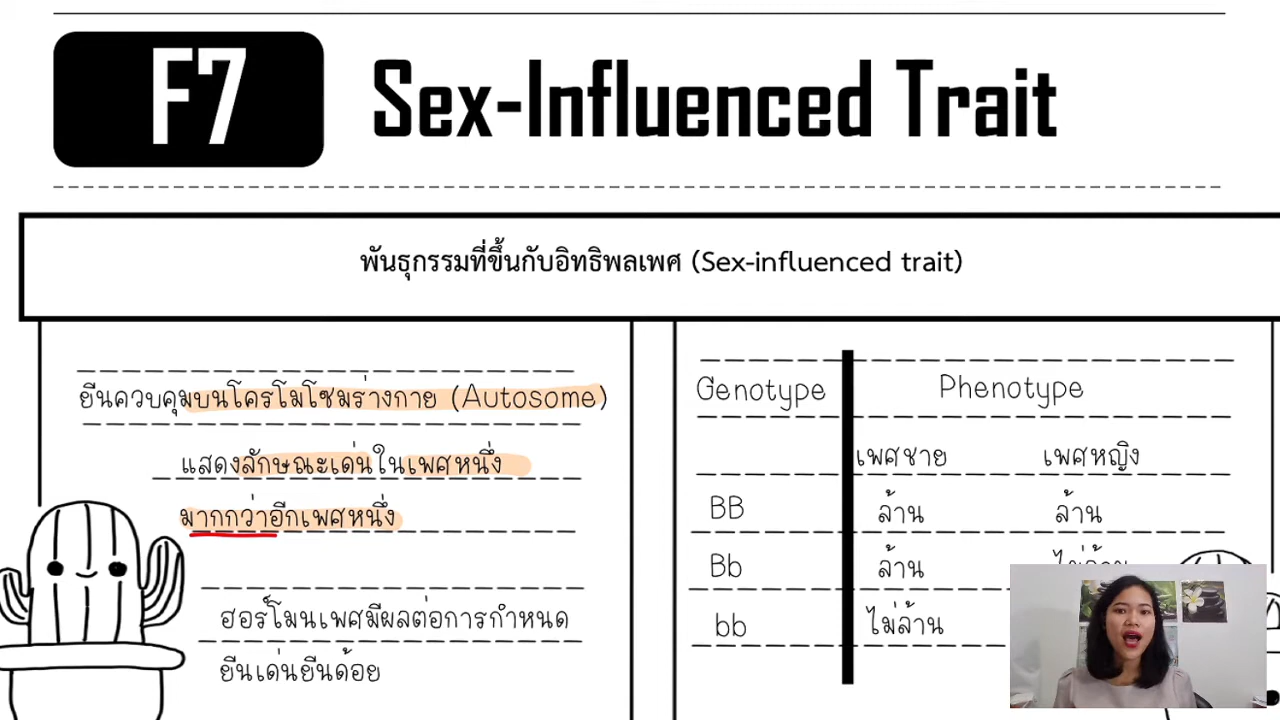 F7
Sex-Influenced Trait
พันธุกรรมที่ขึ้นกับอิทธิพลเพศ (Sex-influenced trait)
ยีนควบคุมบนโครโมโซมร่างกาย (Autosome)
แสดงลักษณะเด่นในเพศหนึ่ง
มากกว่าอีกเพศหนึ่ง
ฮอร์โมนเพศมีผลต่อการกำหนด
ยีนเด่นยีนด้อย
Genotype Phenotype
เพศชาย เพศหญิง
BB ล้าน ล้าน
Bb ล้าน ไม่ล้าน
bb ไม่ล้าน